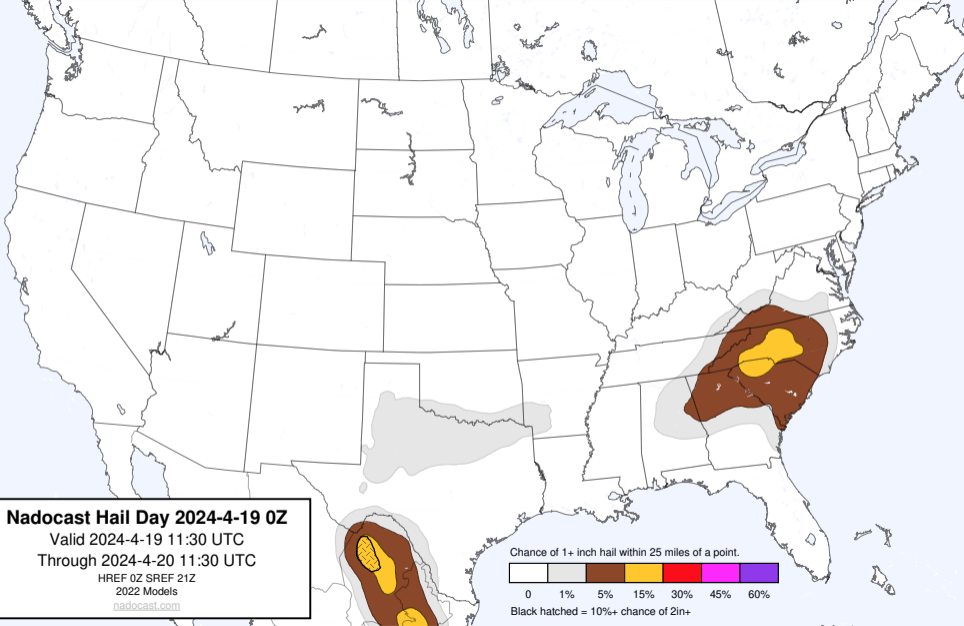 Nadocast Hail Day 2024-4-19 0Z
Valid 2024-4-19 11:30 UTC
Through 2024-4-20 11:30 UTC
HREF 0Z SREF 21Z
2022 Models
nadocast.com
Chance of 1+ inch hail within 25 miles of a point.
0 1% 5% 15% 30% 45% 60%
Black hatched = 10%+ chance of 2in+